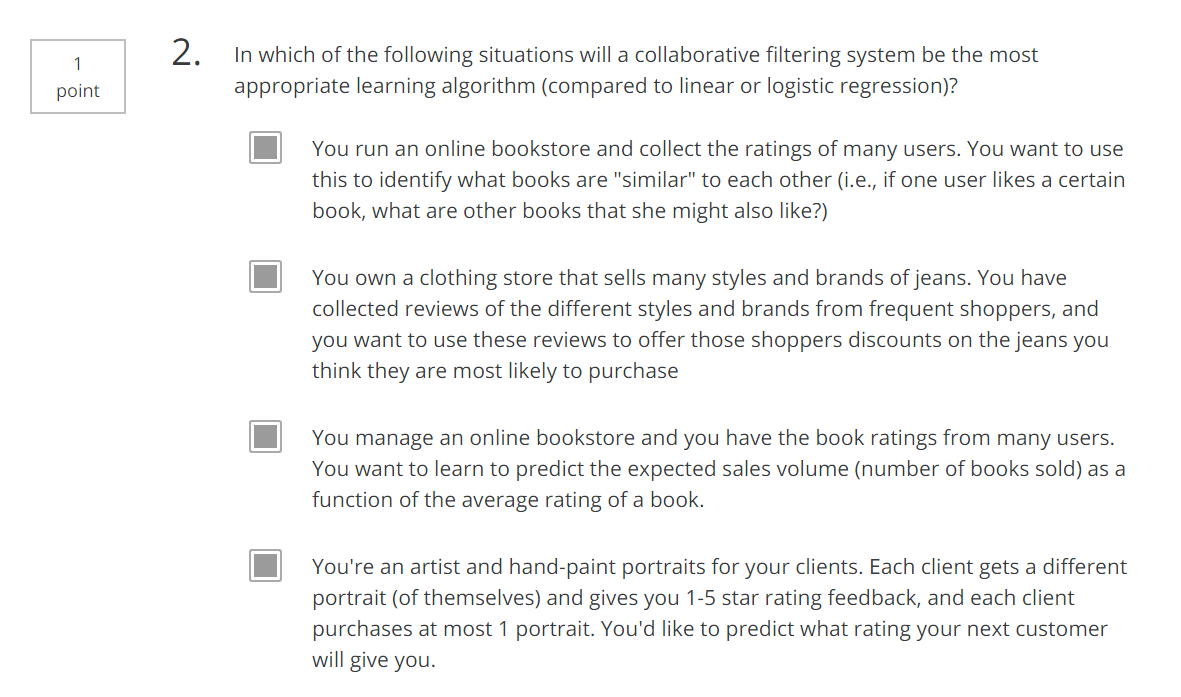 1
point
2.
In which of the following situations will a collaborative filtering system be the most
appropriate learning algorithm (compared to linear or logistic regression)?
You run an online bookstore and collect the ratings of many users. You want to use
this to identify what books are "similar" to each other (i.e., if one user likes a certain
book, what are other books that she might also like?)
You own a clothing store that sells many styles and brands of jeans. You have
collected reviews of the different styles and brands from frequent shoppers, and
you want to use these reviews to offer those shoppers discounts on the jeans you
think they are most likely to purchase
You manage an online bookstore and you have the book ratings from many users.
You want to learn to predict the expected sales volume (number of books sold) as a
function of the average rating of a book.
You're an artist and hand-paint portraits for your clients. Each client gets a different
portrait (of themselves) and gives you 1-5 star rating feedback, and each client
purchases at most 1 portrait. You'd like to predict what rating your next customer
will give you.